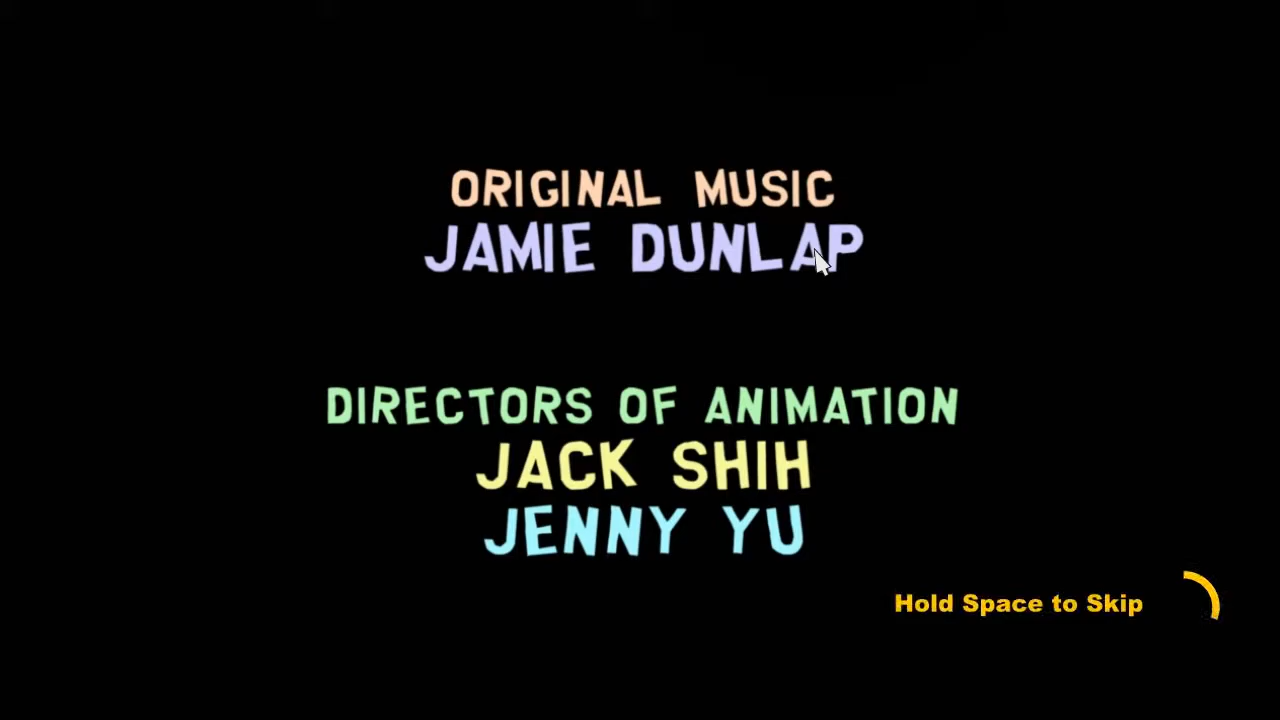 ORIGINAL MUSIC
JAMIE DUNLAP
DIRECTORS OF ANIMATION
JACK SHIH
JENNY YU
Hold Space to Skip